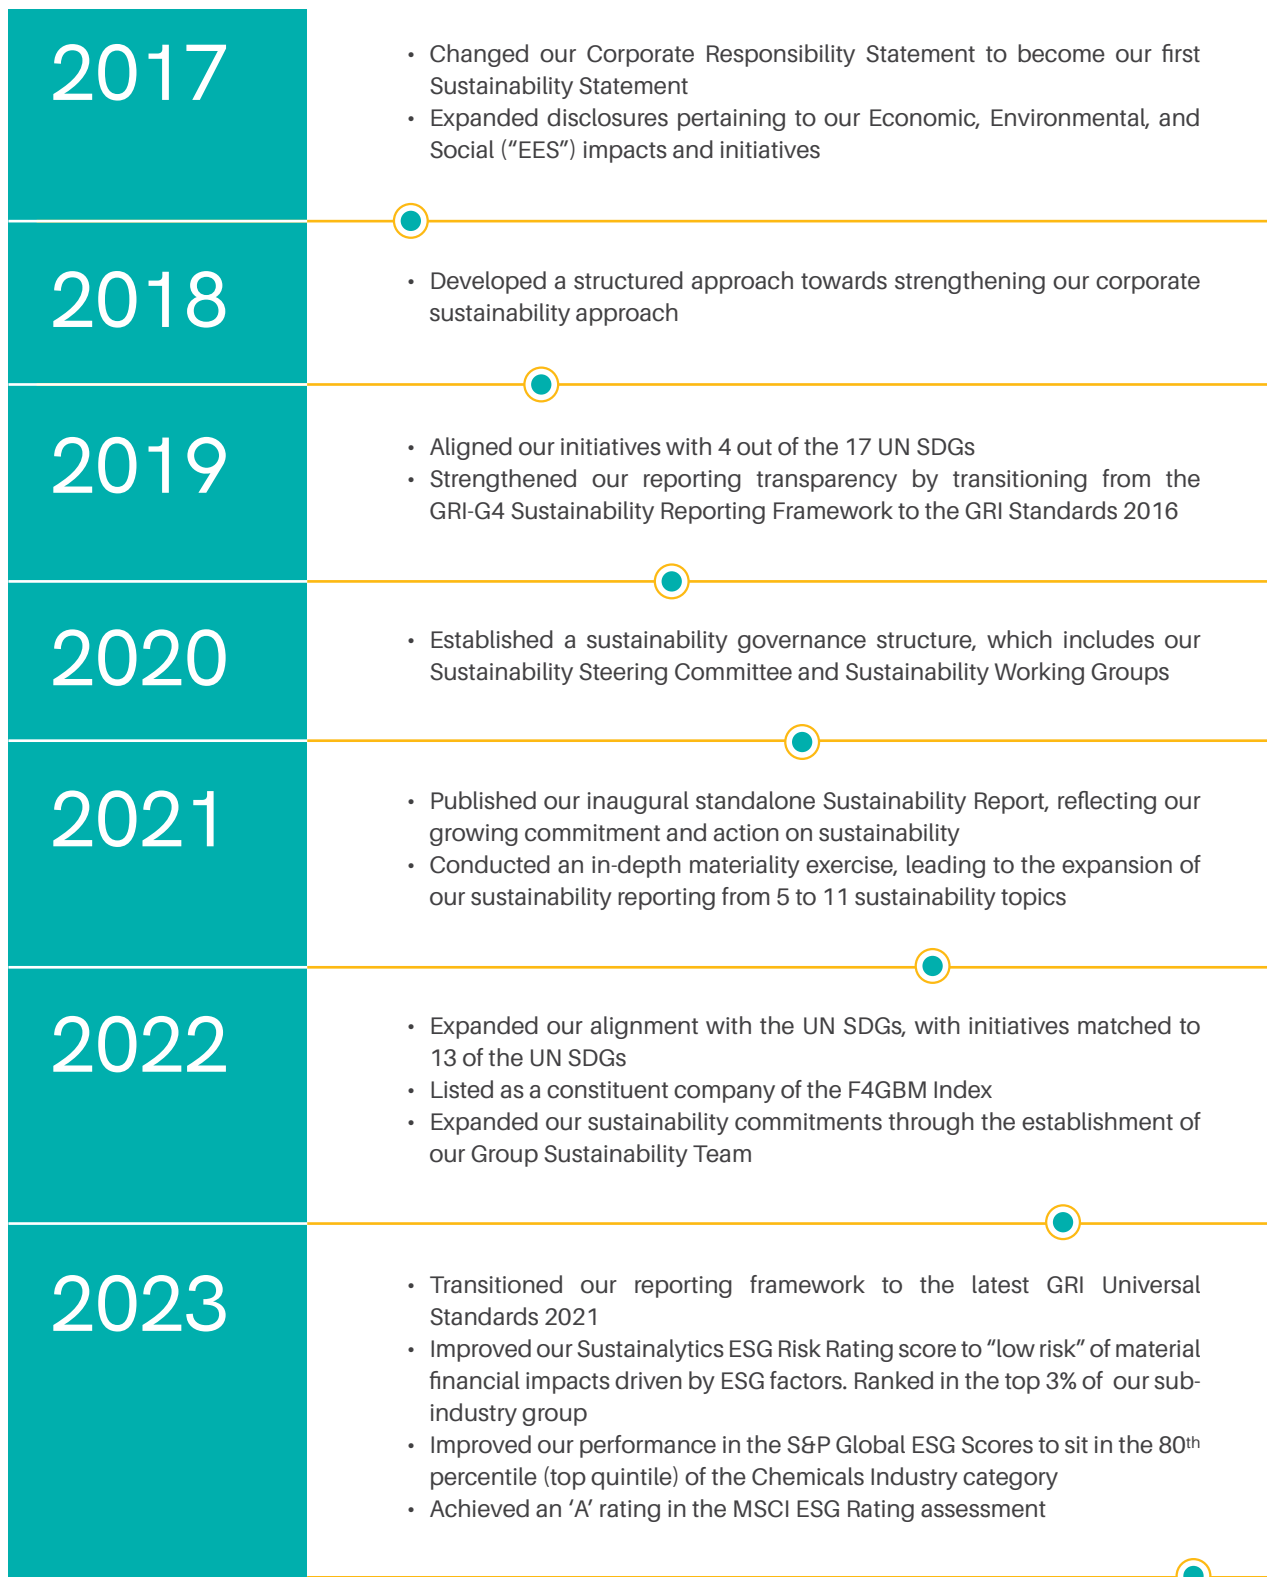 2017
• Changed our Corporate Responsibility Statement to become our first
Sustainability Statement
• Expanded disclosures pertaining to our Economic, Environmental, and
Social (“EES”) impacts and initiatives
2018
• Developed a structured approach towards strengthening our corporate
sustainability approach
2019
• Aligned our initiatives with 4 out of the 17 UN SDGs
• Strengthened our reporting transparency by transitioning from the
GRI-G4 Sustainability Reporting Framework to the GRI Standards 2016
2020
• Established a sustainability governance structure, which includes our
Sustainability Steering Committee and Sustainability Working Groups
2021
• Published our inaugural standalone Sustainability Report, reflecting our
growing commitment and action on sustainability
• Conducted an in-depth materiality exercise, leading to the expansion of
our sustainability reporting from 5 to 11 sustainability topics
2022
• Expanded our alignment with the UN SDGs, with initiatives matched to
13 of the UN SDGs
• Listed as a constituent company of the F4GBM Index
• Expanded our sustainability commitments through the establishment of
our Group Sustainability Team
2023
• Transitioned our reporting framework to the latest GRI Universal
Standards 2021
• Improved our Sustainalytics ESG Risk Rating score to “low risk” of material
financial impacts driven by ESG factors. Ranked in the top 3% of our sub-
industry group
• Improved our performance in the S&P Global ESG Scores to sit in the 80th
percentile (top quintile) of the Chemicals Industry category
• Achieved an ‘A’ rating in the MSCI ESG Rating assessment